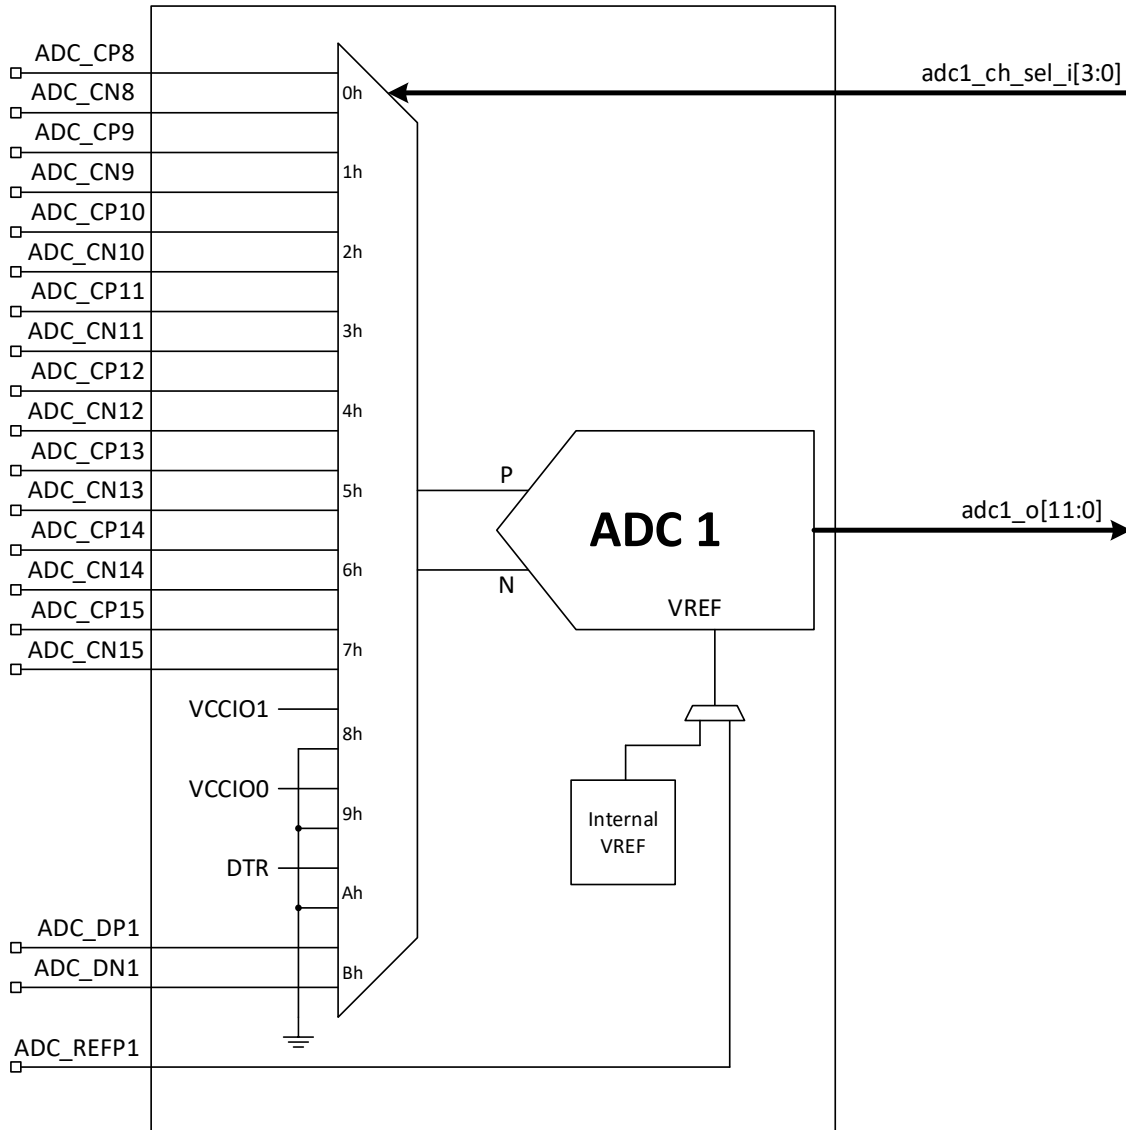 ADC_CP8
adc1_ch_sel_i[3:0]
0h
ADC_CN8
ADC_CP9
ADC_CN9
1h
ADC_CP10
ADC_CN10
2h
ADC_CP11
ADC_CN11
3h
ADC_CP12
ADC_CN12
4h
ADC_CP13
ADC_CN13
5h
ADC_CP14
ADC_CN14
6h
ADC_CP15
ADC_CN15
7h
P
N
ADC 1
VREF
adc1_o[11:0]
VCCIO1
8h
VCCIO0
9h
DTR
Ah
Internal
VREF
ADC_DP1
ADC_DN1
Bh
ADC_REFP1